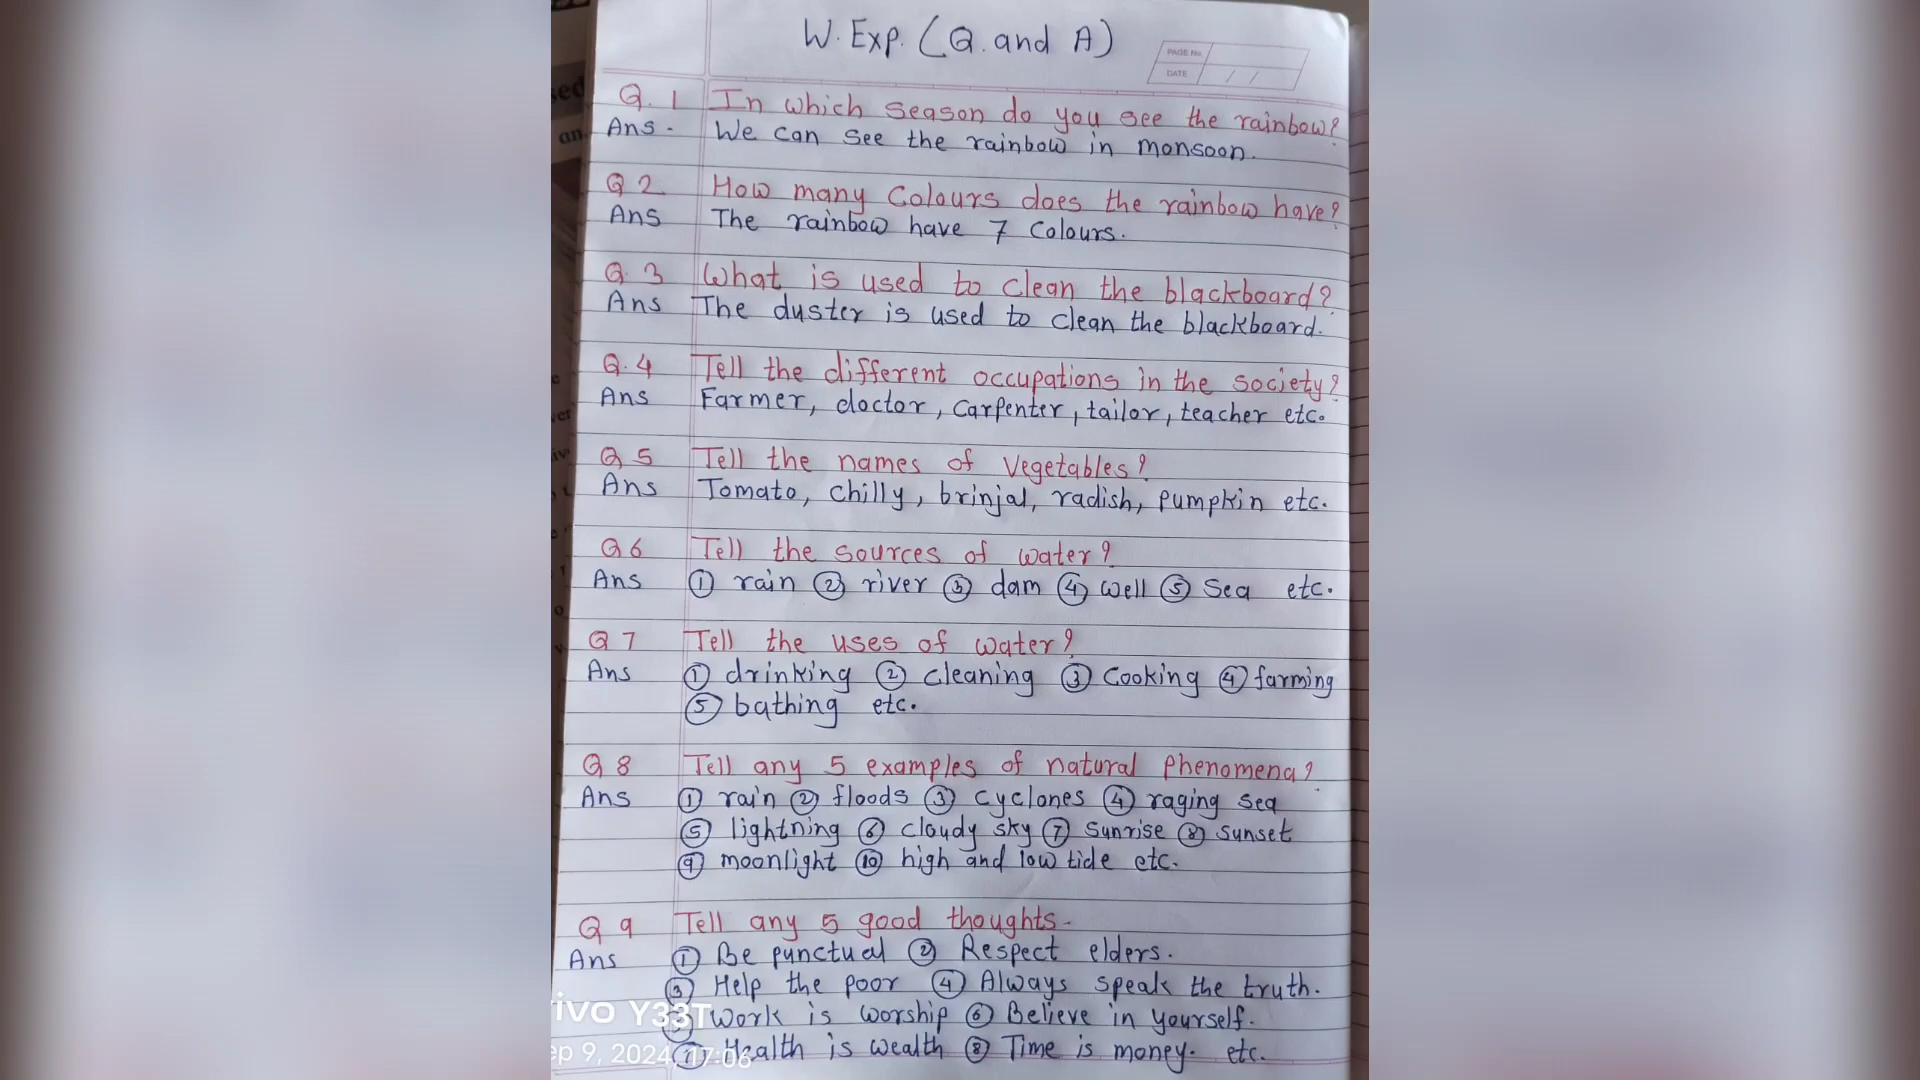 W. Exp. (Q. and A)
PAGE No.
DATE / /
Q. 1 In which season do you see the rainbow?
Ans. We can see the rainbow in monsoon.
Q 2 How many colours does the rainbow have?
Ans The rainbow have 7 colours.
Q. 3 What is used to clean the blackboard?
Ans The duster is used to clean the blackboard.
Q. 4 Tell the different occupations in the society?
Ans Farmer, doctor, carpenter, tailor, teacher etc.
Q 5 Tell the names of vegetables?
Ans Tomato, chilly, brinjal, radish, pumpkin etc.
Q 6 Tell the sources of water?
Ans ① rain ② river ③ dam ④ well ⑤ sea etc.
Q 7 Tell the uses of water?
Ans ① drinking ② cleaning ③ cooking ④ farming
⑤ bathing etc.
Q 8 Tell any 5 examples of natural phenomena?
Ans ① rain ② floods ③ cyclones ④ raging sea
⑤ lightning ⑥ cloudy sky ⑦ sunrise ⑧ sunset
⑨ moonlight ⑩ high and low tide etc.
Q 9 Tell any 5 good thoughts.
Ans ① Be punctual ② Respect elders.
③ Help the poor ④ Always speak the truth.
⑤ Work is worship ⑥ Believe in yourself.
⑦ Health is wealth ⑧ Time is money. etc.
ivo Y33T
ep 9, 2024, 17:06